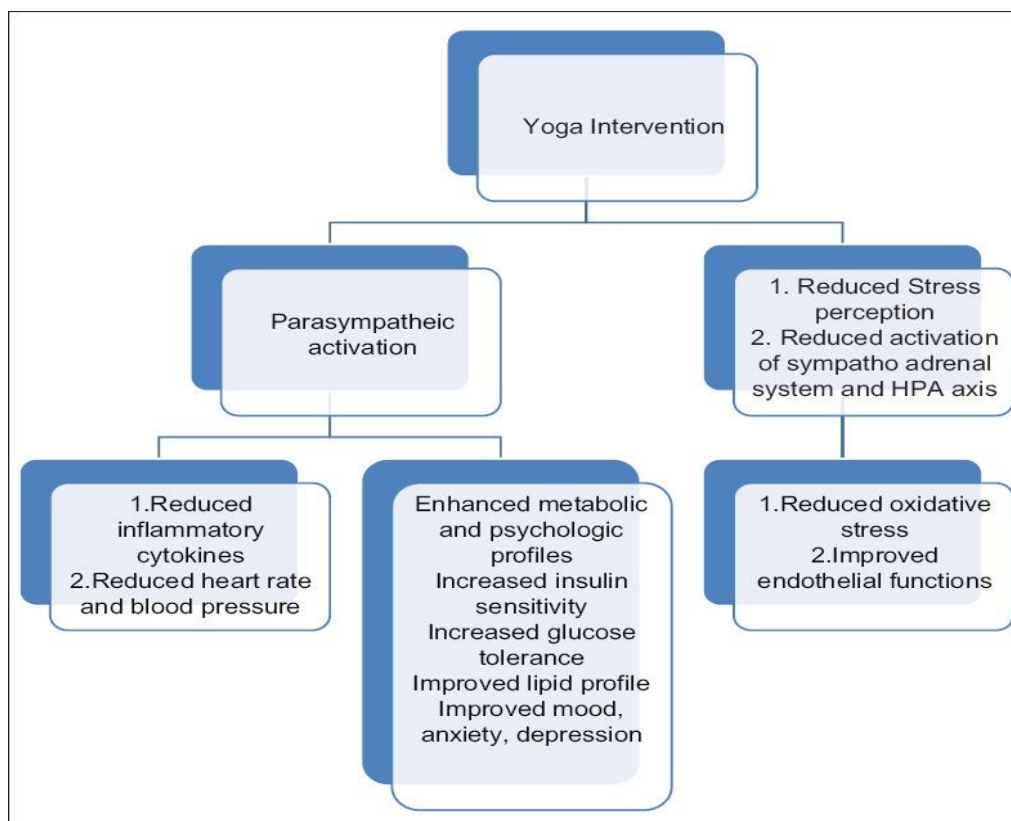 Yoga Intervention
Parasympatheic
activation
1. Reduced Stress
perception
2. Reduced activation
of sympatho adrenal
system and HPA axis
1.Reduced
inflammatory
cytokines
2.Reduced heart rate
and blood pressure
Enhanced metabolic
and psychologic
profiles
Increased insulin
sensitivity
Increased glucose
tolerance
Improved lipid profile
Improved mood,
anxiety, depression
1.Reduced oxidative
stress
2.Improved
endothelial functions